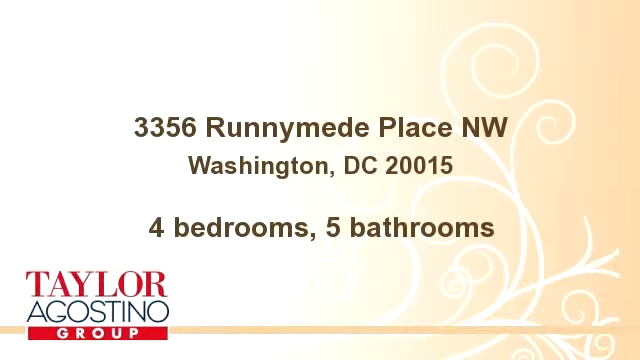 3356 Runnymede Place NW
Washington, DC 20015
4 bedrooms, 5 bathrooms
TAYLOR
AGOSTINO
GROUP